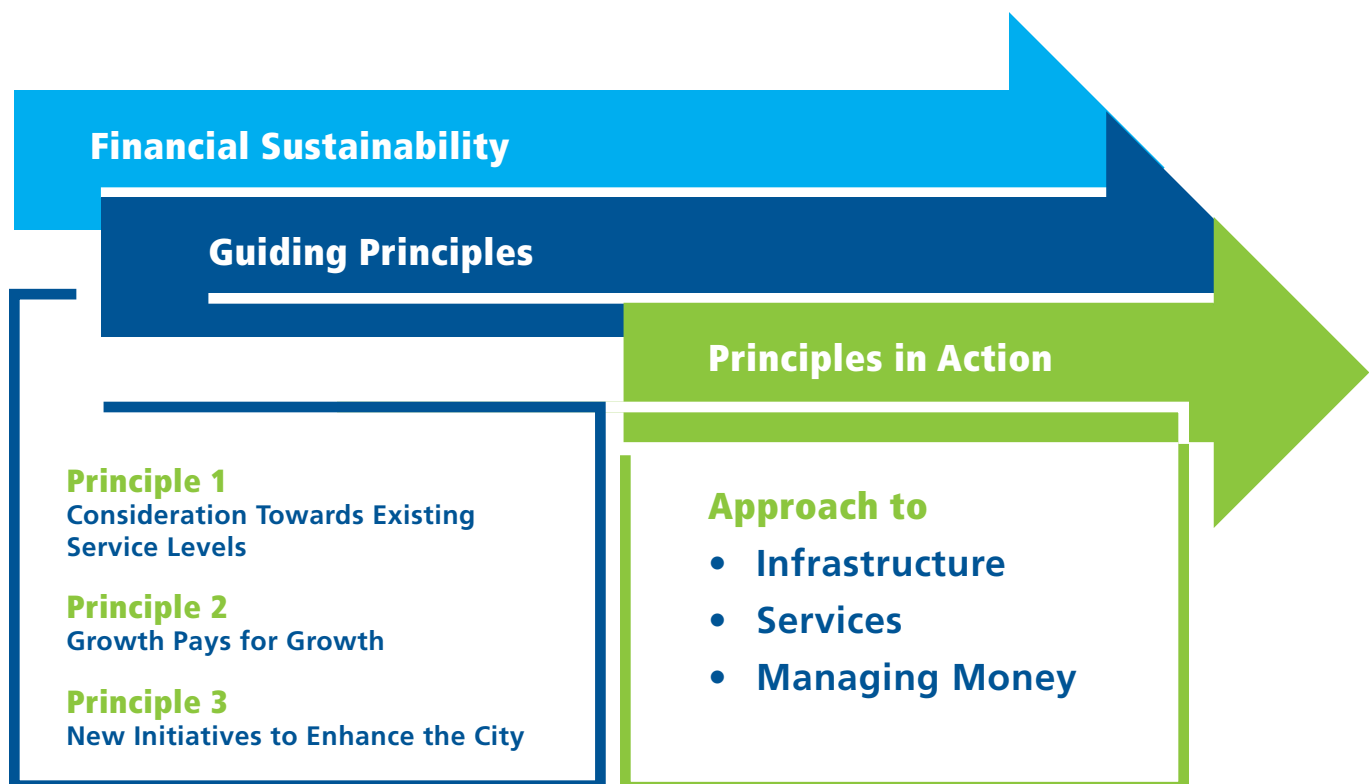 Financial Sustainability
Guiding Principles
Principles in Action
Principle 1
Consideration Towards Existing
Service Levels
Principle 2
Growth Pays for Growth
Principle 3
New Initiatives to Enhance the City
Approach to
• Infrastructure
• Services
• Managing Money